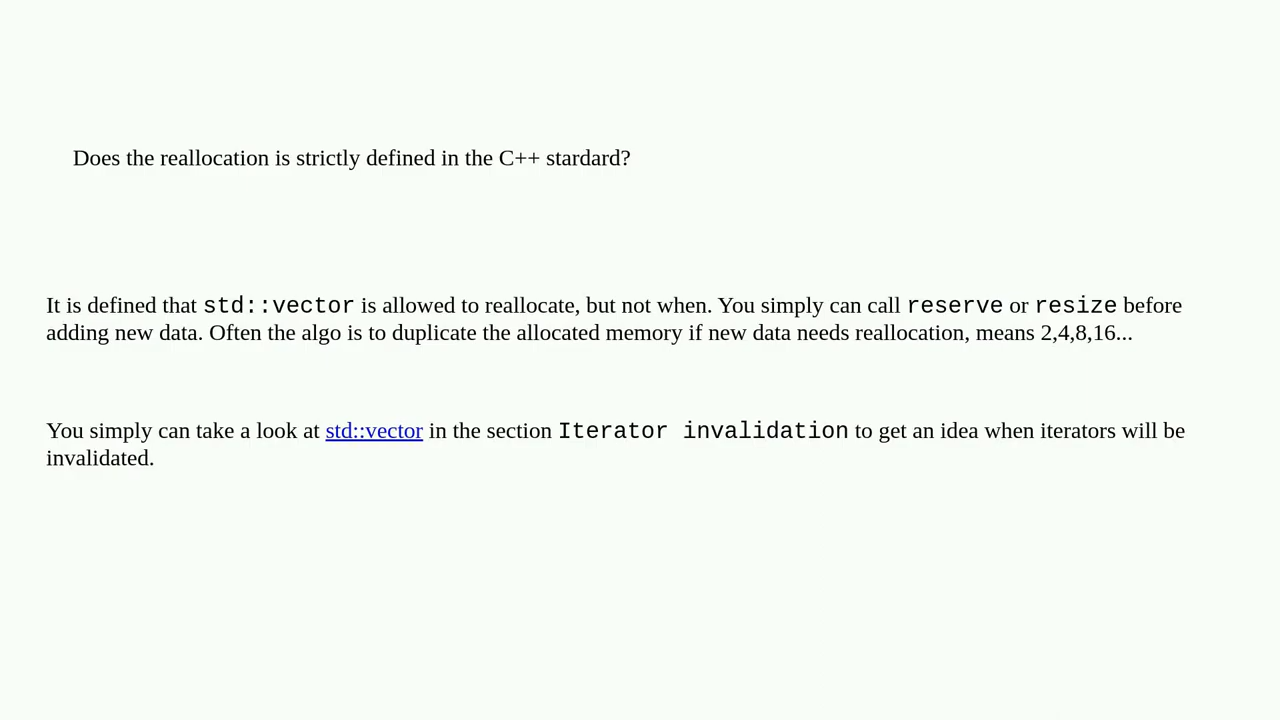 Does the reallocation is strictly defined in the C++ stardard?
It is defined that std::vector is allowed to reallocate, but not when. You simply can call reserve or resize before
adding new data. Often the algo is to duplicate the allocated memory if new data needs reallocation, means 2,4,8,16...
You simply can take a look at std::vector in the section Iterator invalidation to get an idea when iterators will be
invalidated.